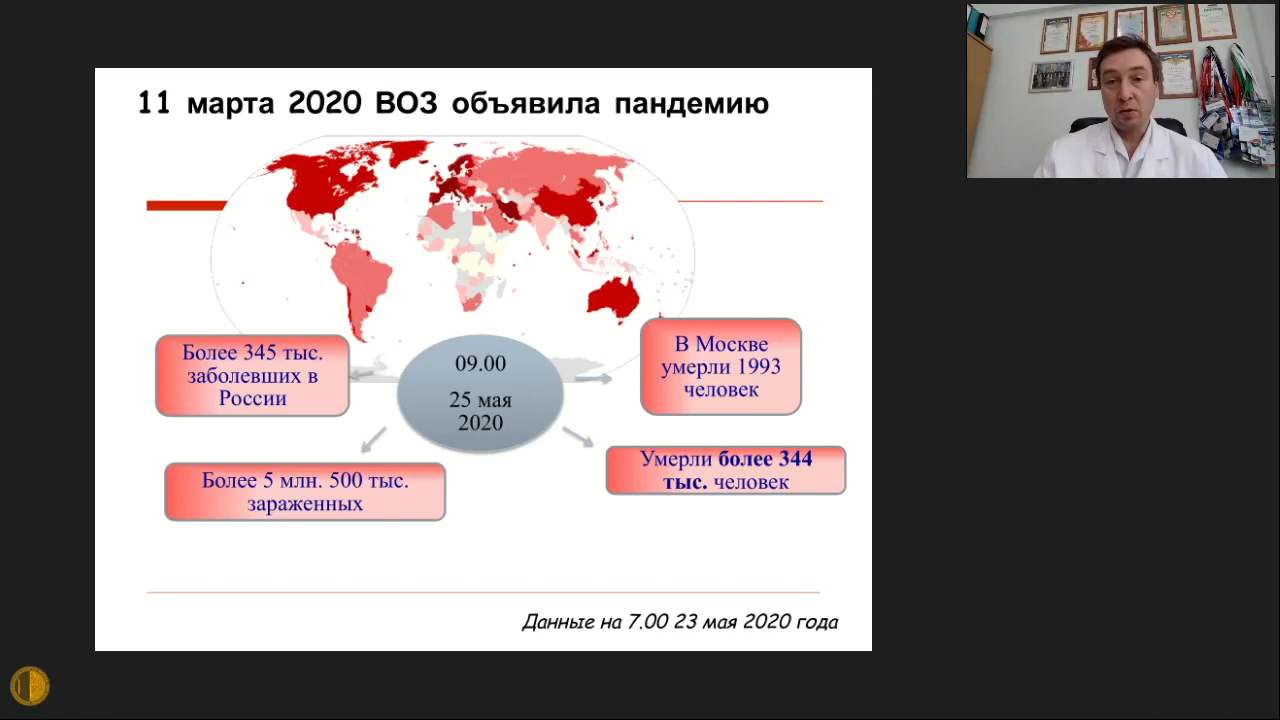 11 марта 2020 ВОЗ объявила пандемию
Более 345 тыс.
заболевших в
России
09.00
25 мая
2020
В Москве
умерли 1993
человек
Более 5 млн. 500 тыс.
зараженных
Умерли более 344
тыс. человек
Данные на 7.00 23 мая 2020 года